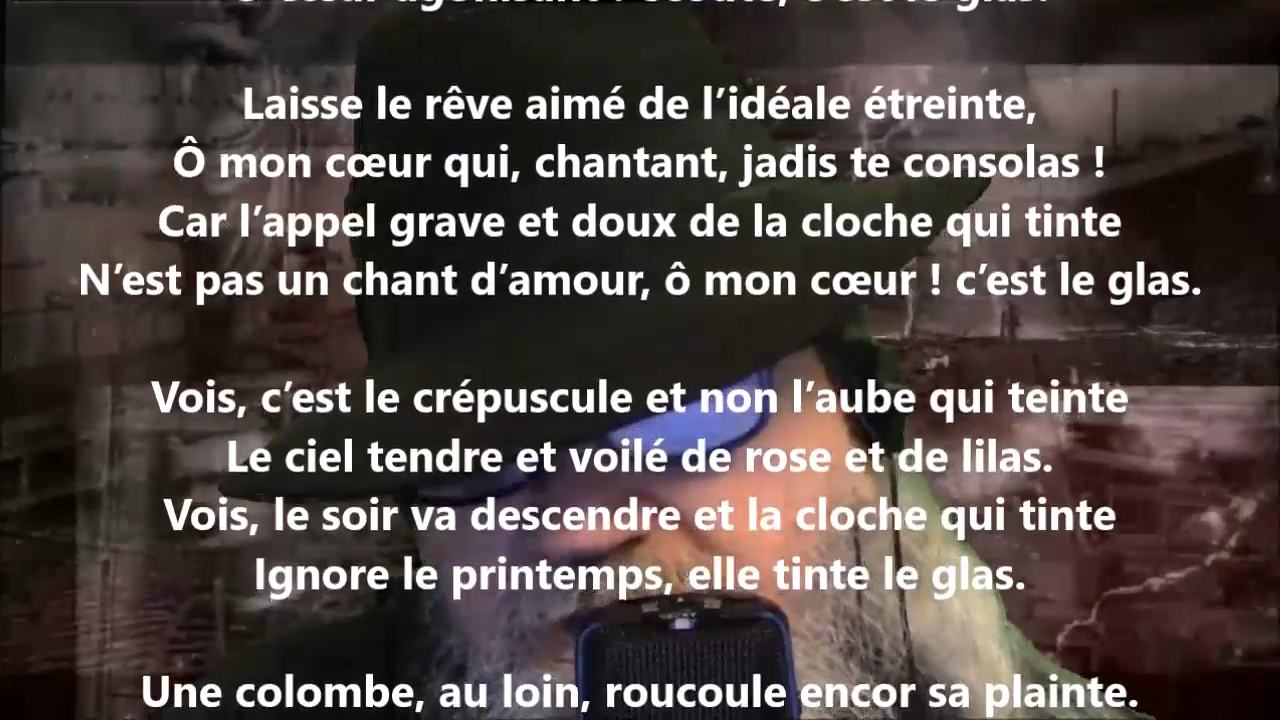 Laisse le rêve aimé de l’idéale étreinte,
Ô mon cœur qui, chantant, jadis te consolas !
Car l’appel grave et doux de la cloche qui tinte
N’est pas un chant d’amour, ô mon cœur ! c’est le glas.
Vois, c’est le crépuscule et non l’aube qui teinte
Le ciel tendre et voilé de rose et de lilas.
Vois, le soir va descendre et la cloche qui tinte
Ignore le printemps, elle tinte le glas.
Une colombe, au loin, roucoule encor sa plainte.